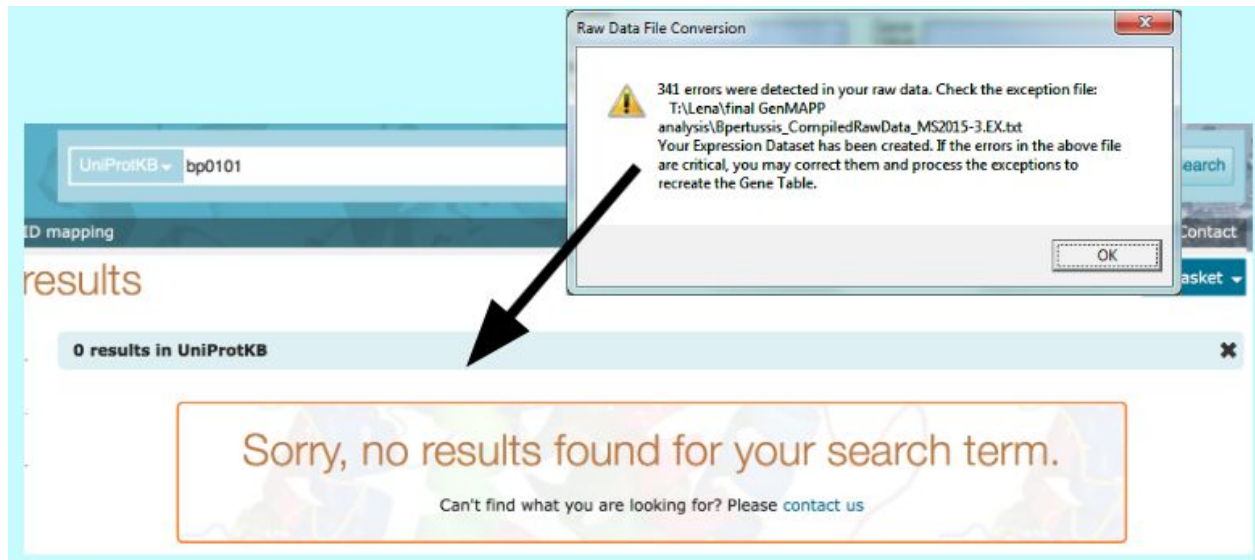 Raw Data File Conversion
341 errors were detected in your raw data. Check the exception file:
T:\Lena\final GenMAPP
analysis\Bpertussis_CompiledRawData_MS2015-3.EX.txt
Your Expression Dataset has been created. If the errors in the above file
are critical, you may correct them and process the exceptions to
recreate the Gene Table.
OK
UniProtKB bp0101
earch
ID mapping
Contact
results
asket
0 results in UniProtKB
Sorry, no results found for your search term.
Can't find what you are looking for? Please contact us